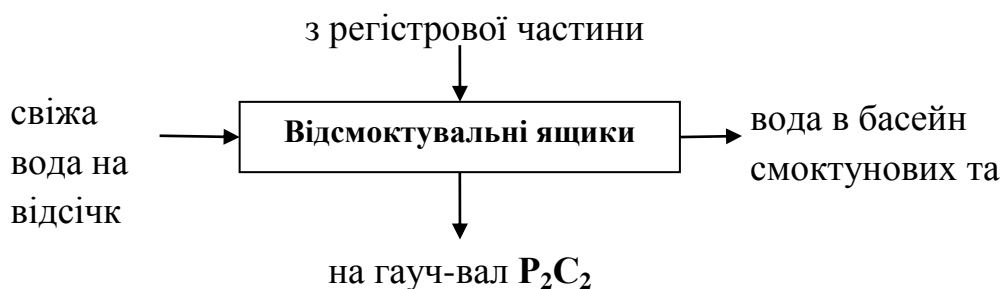 з регістрової частини
свіжа
вода на
відсічк
Відсмоктувальні ящики
вода в басейн
смоктунових та
на гауч-вал P₂C₂